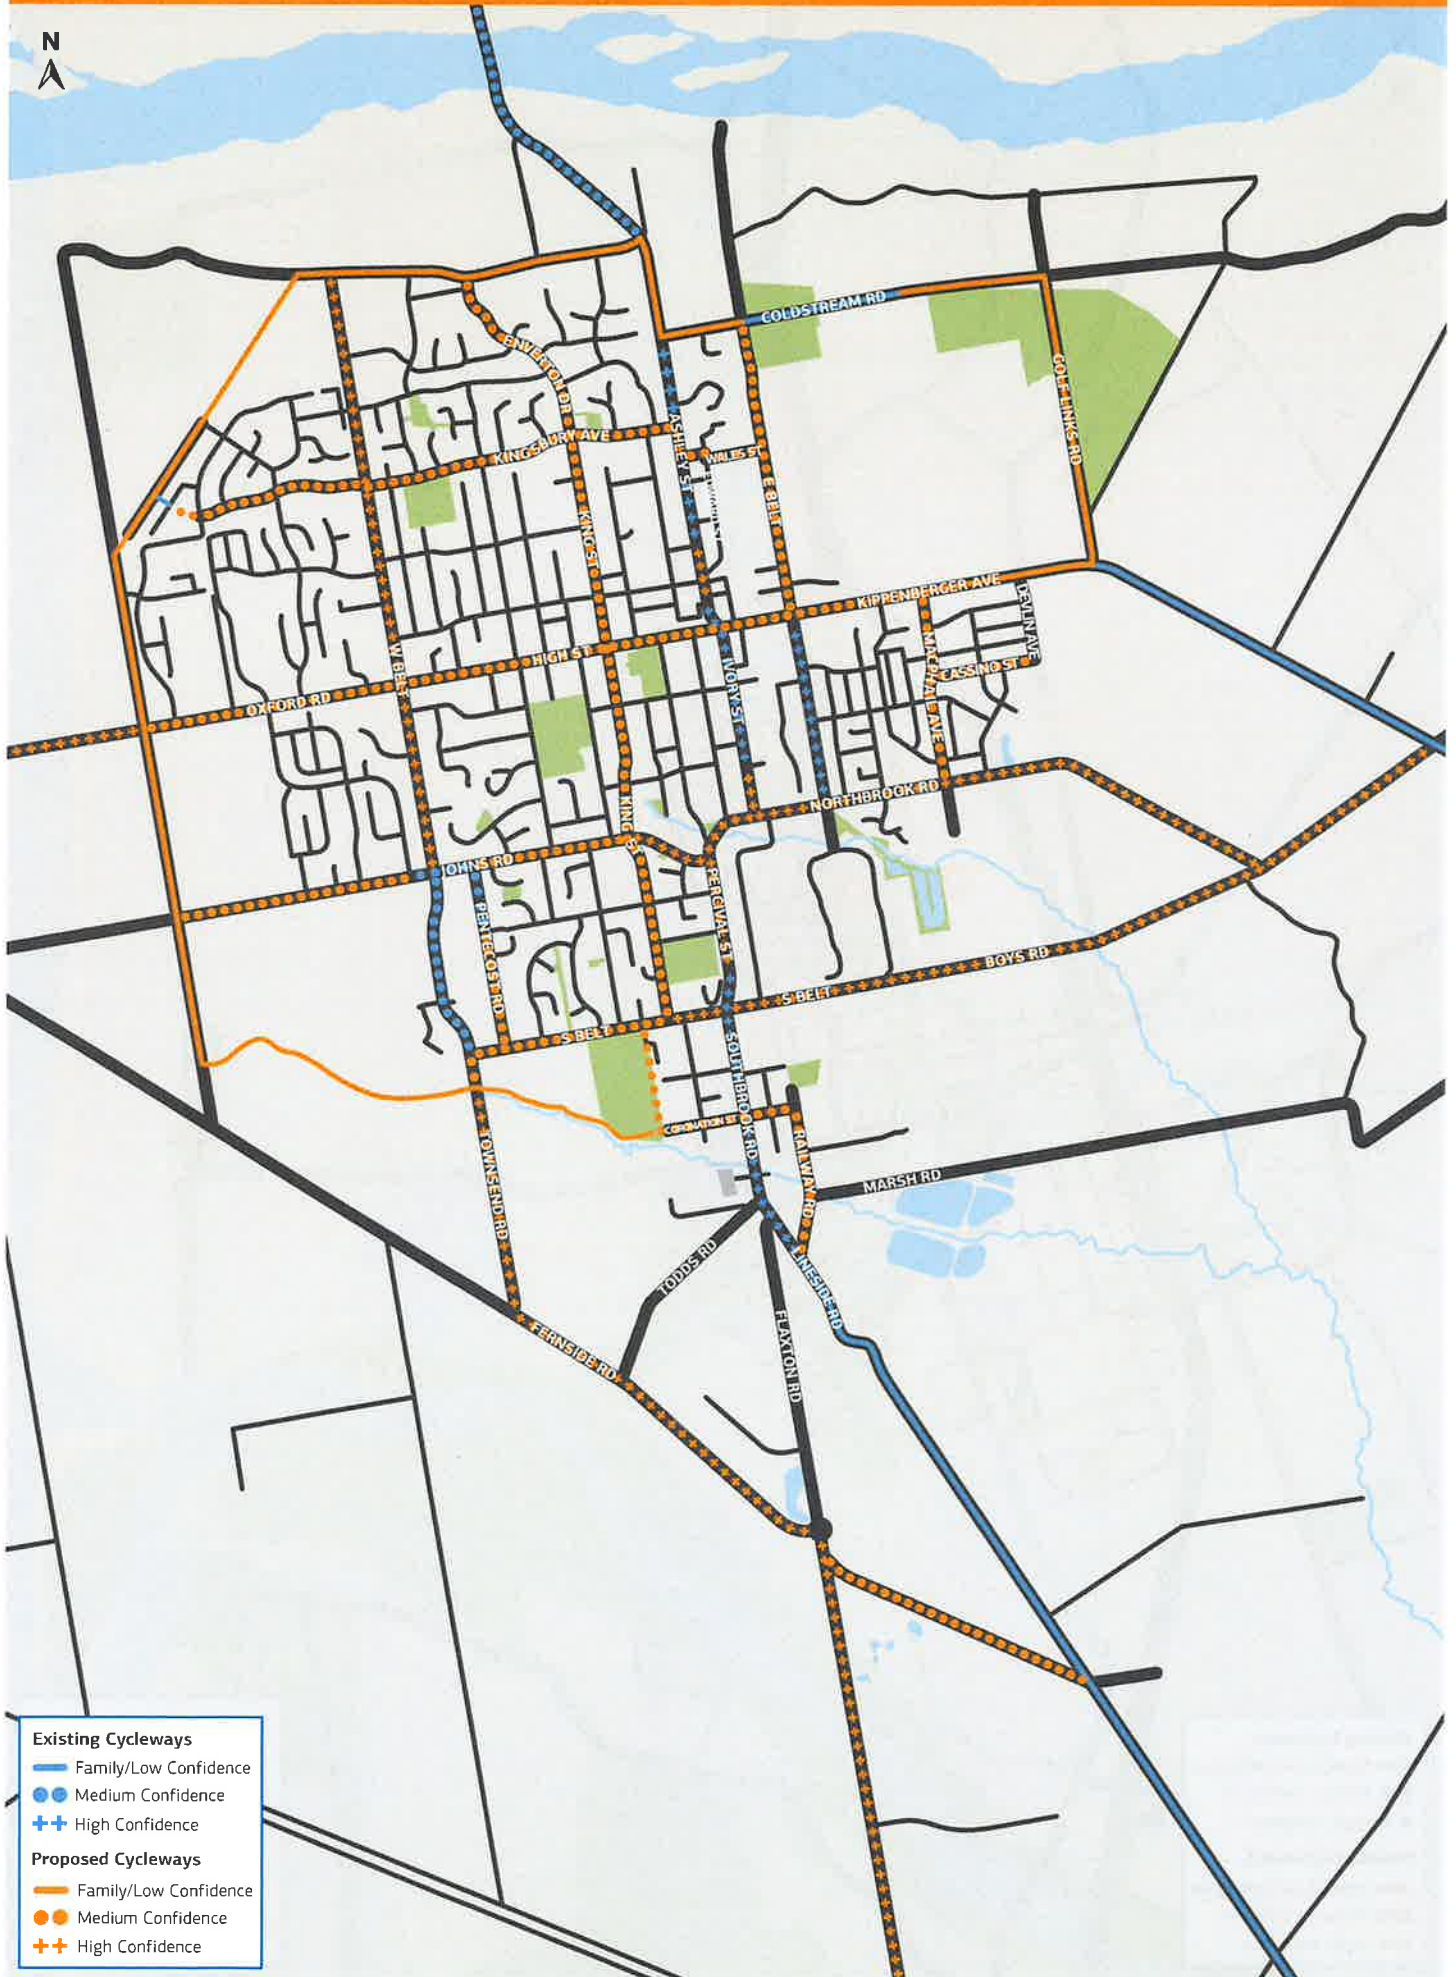 N
COLDSTREAM RD
ENVERTON DR
GOLF LINKS RD
KINGSBURY AVE
ASHLEY ST
WALES ST
E BELT
KING ST
KIPPENBERGER AVE
DEVLIN AVE
HIGH ST
W BELT
IVORY ST
MACPHAIL AVE
CASSINO ST
OXFORD RD
NORTHBROOK RD
KING ST
JOHNS RD
PERCIVAL ST
PENTECOST RD
BOYS RD
S BELT
S BELT
SOUTHBROOK RD
CORONATION ST
RAILWAY RD
TOWNSEND RD
MARSH RD
TODDS RD
LINESIDE RD
FLAXTON RD
FERNSIDE RD
Existing Cycleways
Family/Low Confidence
Medium Confidence
High Confidence
Proposed Cycleways
Family/Low Confidence
Medium Confidence
High Confidence